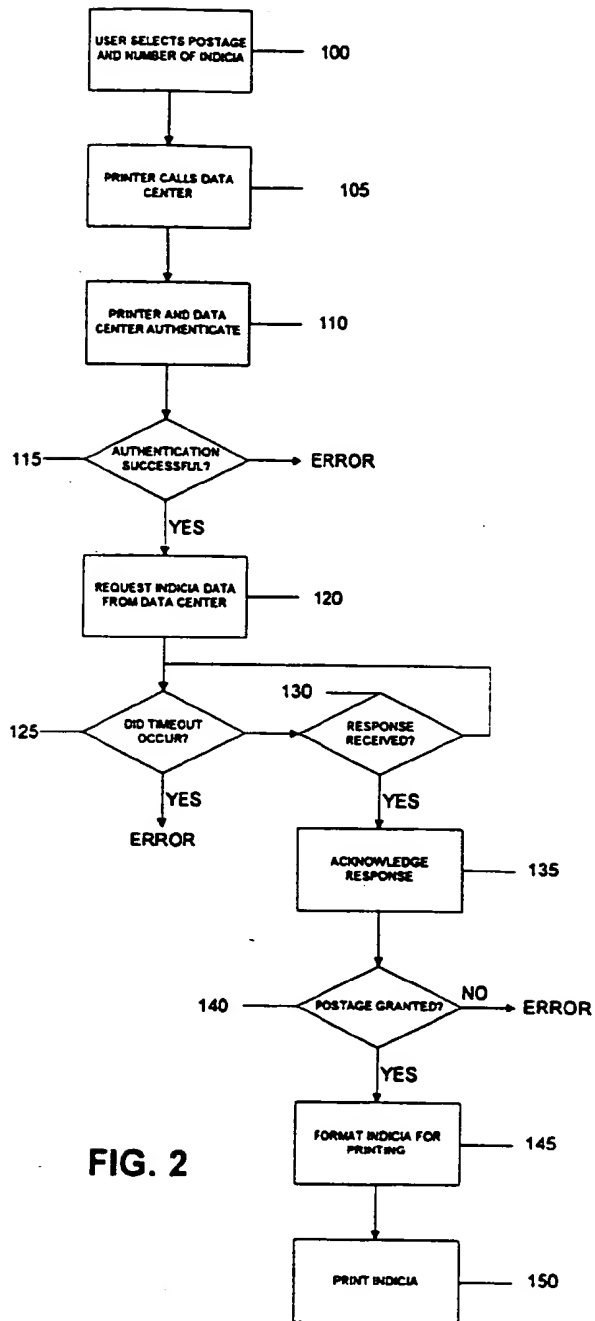 USER SELECTS POSTAGE
AND NUMBER OF INDICIA
100
PRINTER CALLS DATA
CENTER
105
PRINTER AND DATA
CENTER AUTHENTICATE
110
115
AUTHENTICATION
SUCCESSFUL?
ERROR
YES
REQUEST INDICIA DATA
FROM DATA CENTER
120
130
125
DID TIMEOUT
OCCUR?
RESPONSE
RECEIVED?
YES
YES
ERROR
ACKNOWLEDGE
RESPONSE
135
140
POSTAGE GRANTED?
NO
ERROR
YES
FORMAT INDICIA FOR
PRINTING
145
FIG. 2
PRINT INDICIA
150